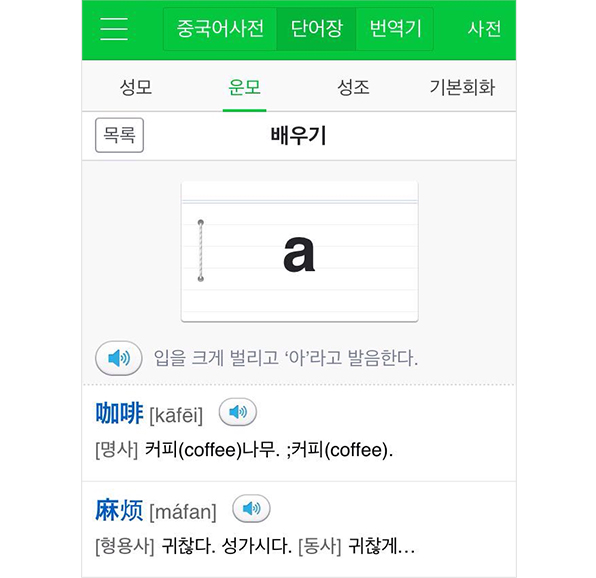 중국어사전 단어장 번역기 사전
성모 운모 성조 기본회화
목록 배우기
a
입을 크게 벌리고 ‘아’라고 발음한다.
咖啡 [kāfēi]
[명사] 커피(coffee)나무. ;커피(coffee).
麻烦 [máfan]
[형용사] 귀찮다. 성가시다. [동사] 귀찮게...